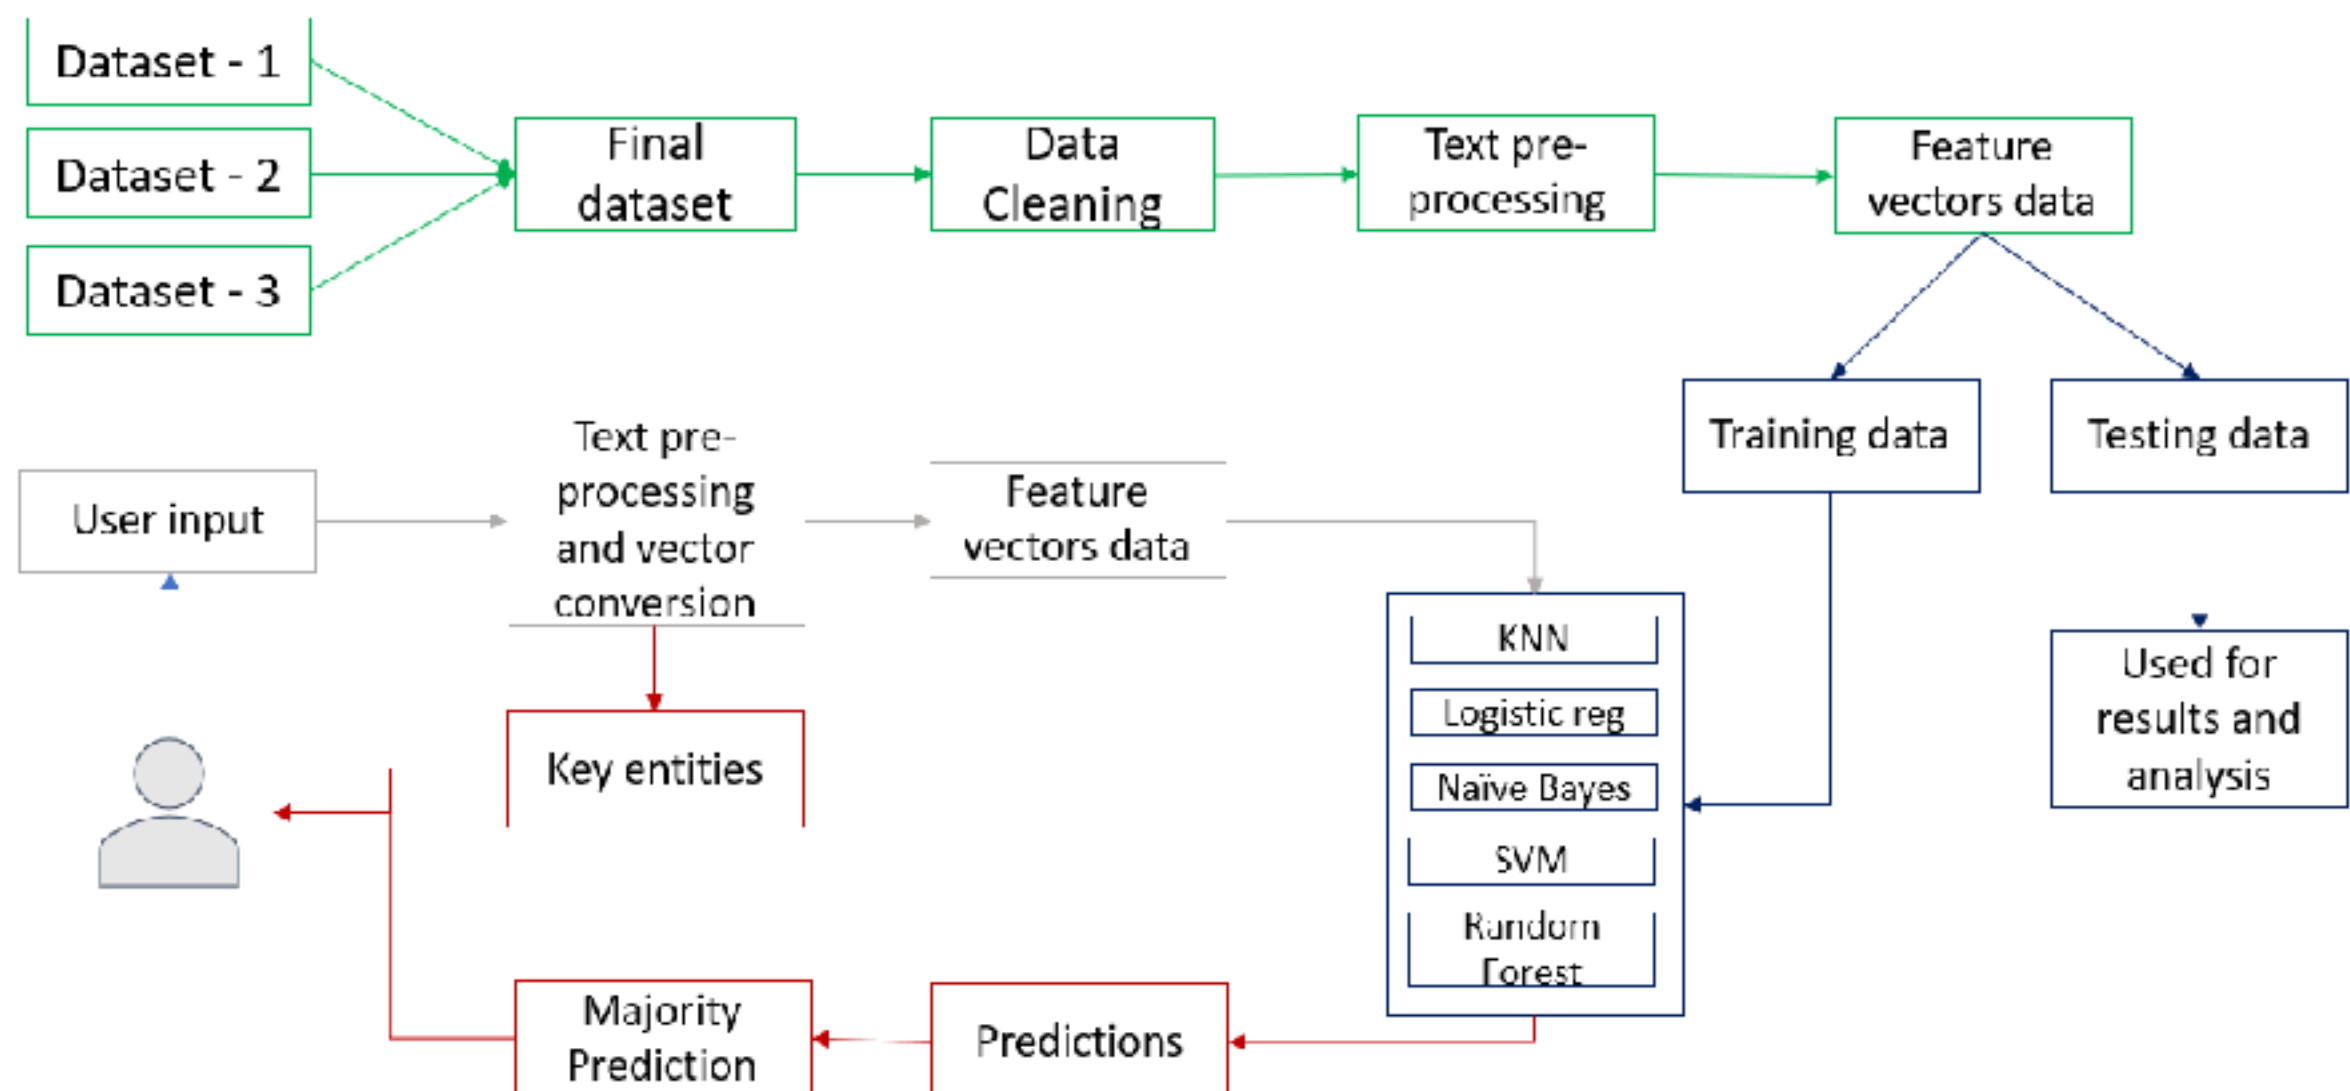 Dataset - 1
Dataset - 2
Dataset - 3
Final
dataset
Data
Cleaning
Text pre-
processing
Feature
vectors data
Training data
Testing data
User input
Text pre-
processing
and vector
conversion
Feature
vectors data
KNN
Logistic reg
Naïve Bayes
SVM
Random
Forest
Used for
results and
analysis
Key entities
Majority
Prediction
Predictions